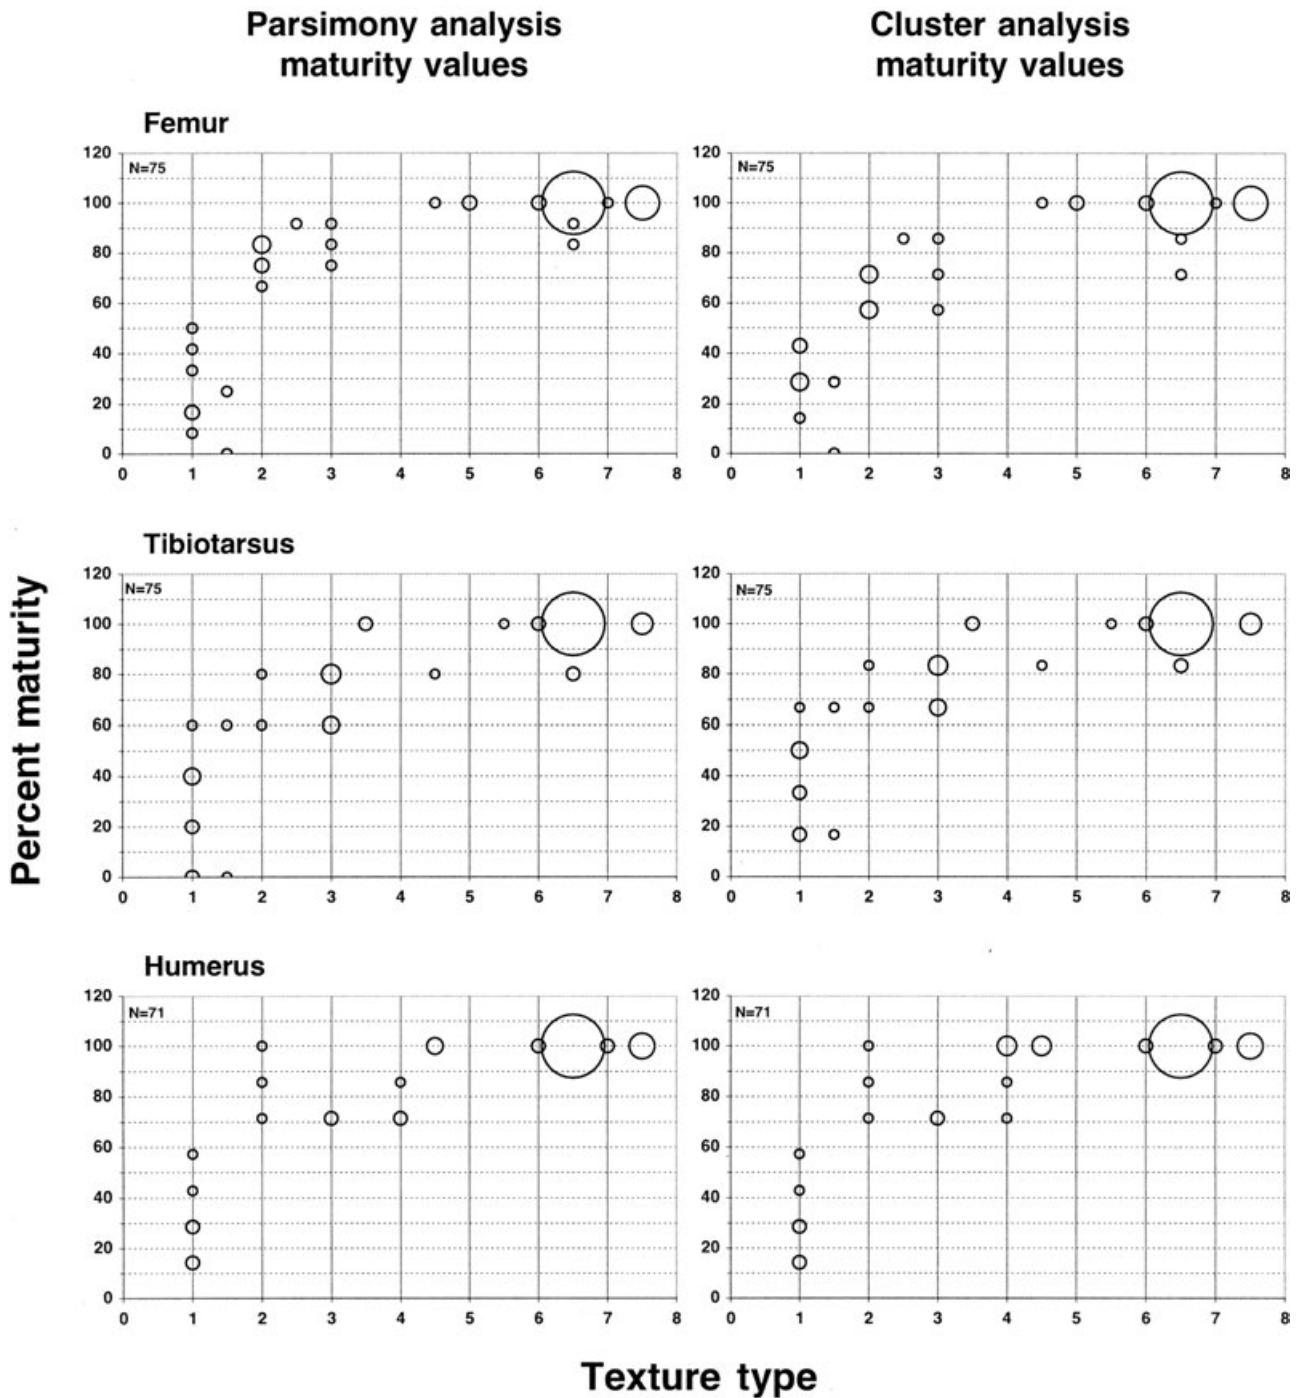 Parsimony analysis
maturity values
Cluster analysis
maturity values
Femur
120
N=75
100
80
60
40
20
0
0 1 2 3 4 5 6 7 8
120
N=75
100
80
60
40
20
0
0 1 2 3 4 5 6 7 8
Tibiotarsus
120
N=75
100
80
60
40
20
0
0 1 2 3 4 5 6 7 8
120
N=75
100
80
60
40
20
0
0 1 2 3 4 5 6 7 8
Percent maturity
Humerus
120
N=71
100
80
60
40
20
0
0 1 2 3 4 5 6 7 8
120
N=71
100
80
60
40
20
0
0 1 2 3 4 5 6 7 8
Texture type